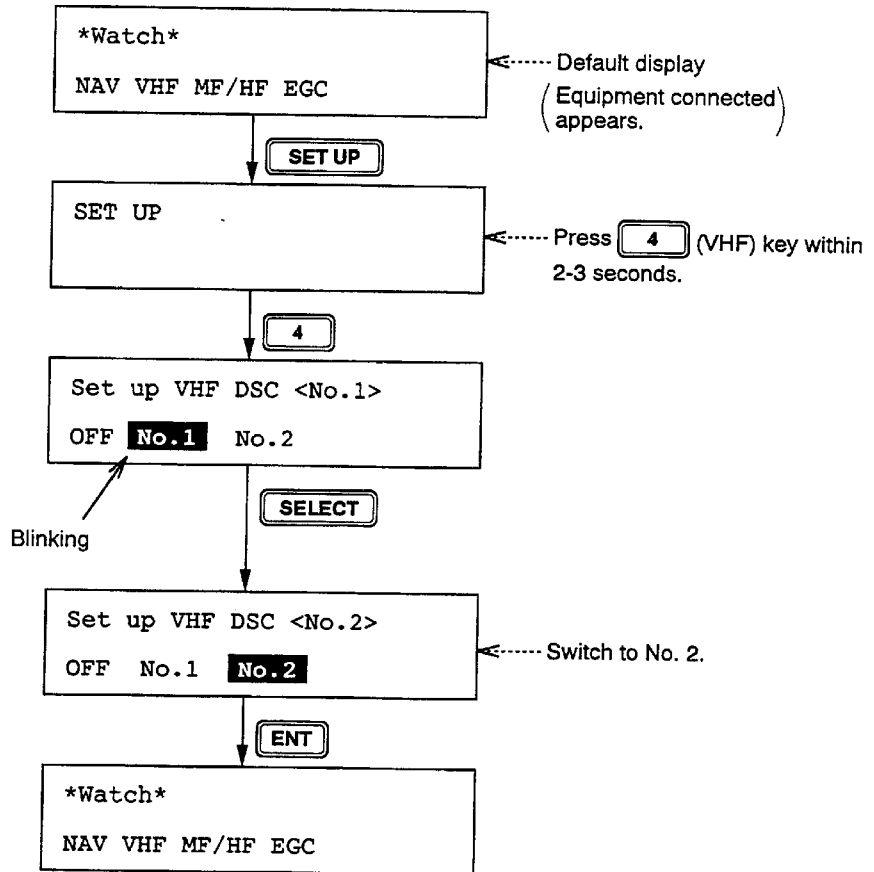 *Watch*
NAV VHF MF/HF EGC
Default display
(Equipment connected
appears.)
SET UP
SET UP
Press 4 (VHF) key within
2-3 seconds.
4
Set up VHF DSC <No.1>
OFF No.1 No.2
Blinking
SELECT
Set up VHF DSC <No.2>
OFF No.1 No.2
Switch to No. 2.
ENT
*Watch*
NAV VHF MF/HF EGC